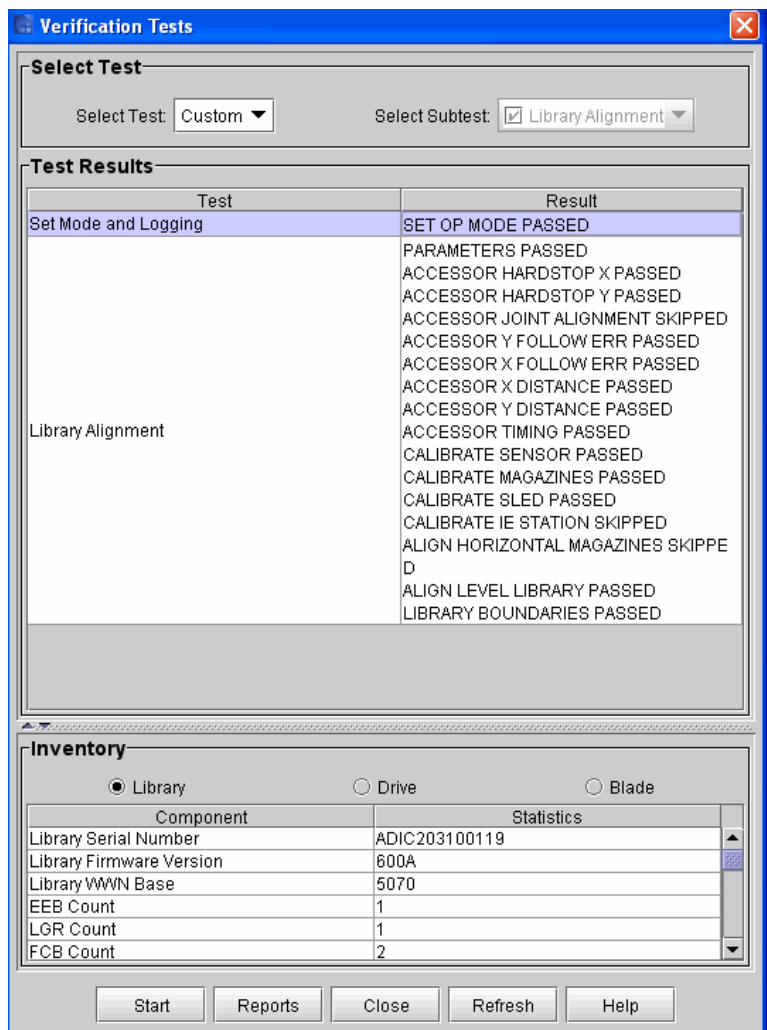 Verification Tests
Select Test
Select Test: Custom Select Subtest: Library Alignment
Test Results
Test Result
Set Mode and Logging SET OP MODE PASSED
PARAMETERS PASSED
ACCESSOR HARDSTOP X PASSED
ACCESSOR HARDSTOP Y PASSED
ACCESSOR JOINT ALIGNMENT SKIPPED
ACCESSOR Y FOLLOW ERR PASSED
ACCESSOR X FOLLOW ERR PASSED
ACCESSOR X DISTANCE PASSED
ACCESSOR Y DISTANCE PASSED
Library Alignment ACCESSOR TIMING PASSED
CALIBRATE SENSOR PASSED
CALIBRATE MAGAZINES PASSED
CALIBRATE SLED PASSED
CALIBRATE IE STATION SKIPPED
ALIGN HORIZONTAL MAGAZINES SKIPPE
D
ALIGN LEVEL LIBRARY PASSED
LIBRARY BOUNDARIES PASSED
Inventory
Library Drive Blade
Component Statistics
Library Serial Number ADIC203100119
Library Firmware Version 600A
Library WWN Base 5070
EEB Count 1
LGR Count 1
FCB Count 2
Start Reports Close Refresh Help